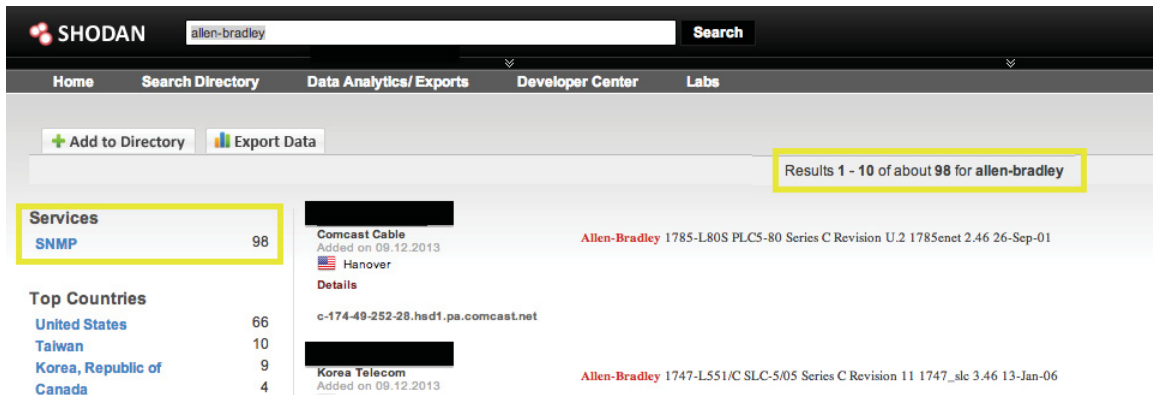 SHODAN allen-bradley Search
Home Search Directory Data Analytics/Exports Developer Center Labs
Add to Directory Export Data
Results 1 - 10 of about 98 for allen-bradley
Services
SNMP 98
Top Countries
United States 66
Taiwan 10
Korea, Republic of 9
Canada 4
Comcast Cable
Added on 09.12.2013
Hanover
Details
c-174-49-252-28.hsd1.pa.comcast.net
Allen-Bradley 1785-L80S PLC5-80 Series C Revision U.2 1785enet 2.46 26-Sep-01
Korea Telecom
Added on 09.12.2013
Allen-Bradley 1747-L551/C SLC-5/05 Series C Revision 11 1747_slc 3.46 13-Jan-06